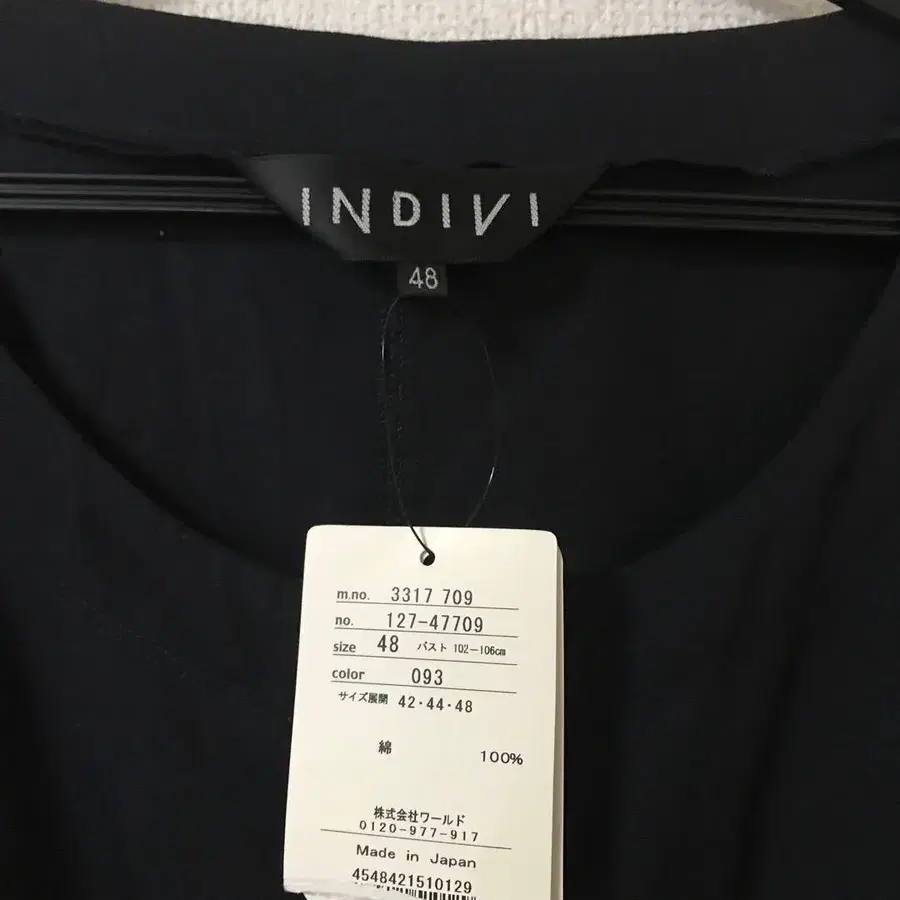 INDIVI
48
m.no. 3317 709
no. 127-47709
size 48 バスト 102-106cm
color 093
サイズ展開 42・44・48
綿 100%
株式会社ワールド
0120-977-917
Made in Japan
4548421510129